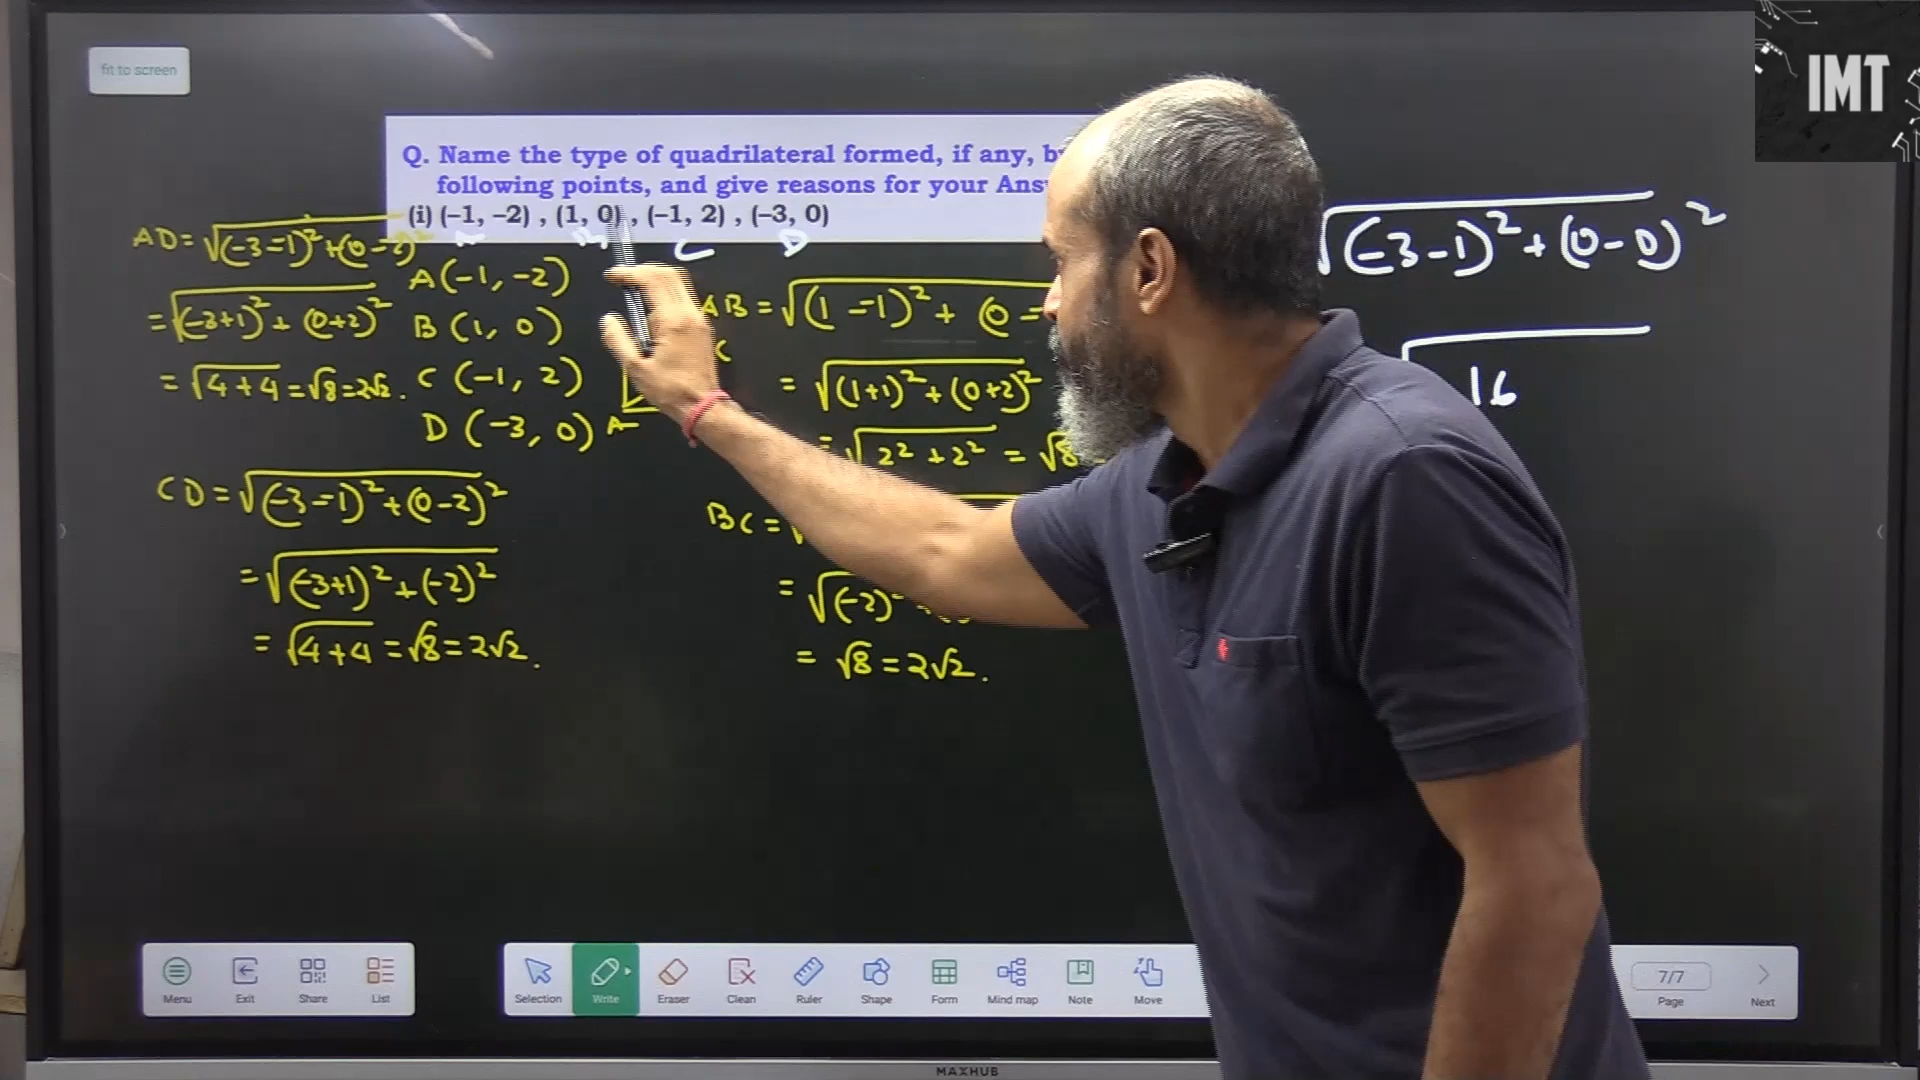 fit to screen
IMT
Q. Name the type of quadrilateral formed, if any, b
following points, and give reasons for your Ans
(i) (–1, –2) , (1, 0) , (–1, 2) , (–3, 0)
A B C D
AD = √(-3--1)² + (0--2)²
= √(-3+1)² + (0+2)²
= √4+4 = √8 = 2√2.
A (-1, -2)
B (1, 0)
C (-1, 2)
D (-3, 0)
A
C
CD = √(-3--1)² + (0-2)²
= √(-3+1)² + (-2)²
= √4+4 = √8 = 2√2.
AB = √(1--1)² + (0-
= √(1+1)² + (0+2)²
= √2²+2² = √8
BC = √
= √(-2)²
= √8 = 2√2.
√(-3-1)² + (0-0)²
√16
Menu Exit Share List
Selection Write Eraser Clean Ruler Shape Form Mind map Note Move
7/7
Page Next
MAXHUB